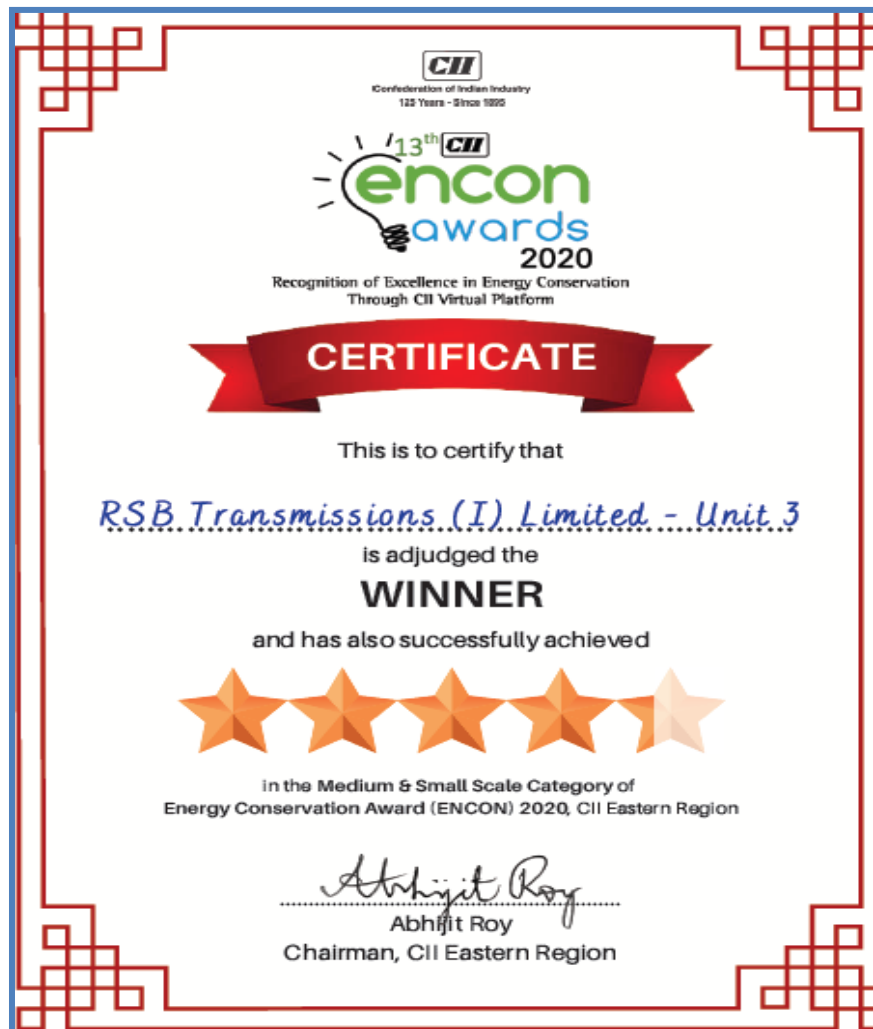 CII
Confederation of Indian Industry
125 Years - Since 1895
13th CII
encon
awards
2020
Recognition of Excellence in Energy Conservation
Through CII Virtual Platform
CERTIFICATE
This is to certify that
RSB Transmissions (I) Limited - Unit 3
is adjudged the
WINNER
and has also successfully achieved
in the Medium & Small Scale Category of
Energy Conservation Award (ENCON) 2020, CII Eastern Region
Abhijit Roy
Abhijit Roy
Chairman, CII Eastern Region